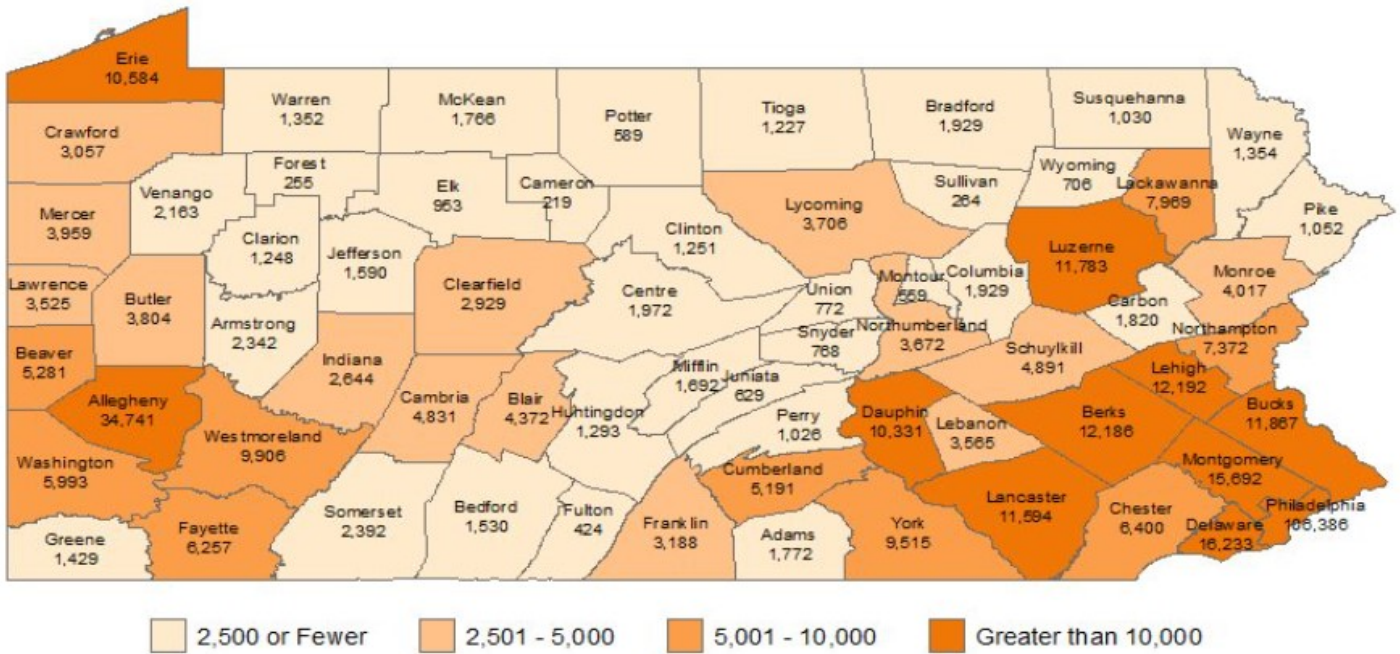 Erie
10,584
Warren
1,352
McKean
1,766
Potter
589
Tioga
1,227
Bradford
1,929
Susquehanna
1,030
Wayne
1,354
Crawford
3,057
Forest
255
Venango
2,163
Elk
953
Cameron
219
Sullivan
264
Wyoming
706
Lackawanna
7,969
Pike
1,052
Mercer
3,959
Clarion
1,248
Jefferson
1,590
Clearfield
2,929
Clinton
1,251
Lycoming
3,706
Luzerne
11,783
Monroe
4,017
Lawrence
3,525
Butler
3,804
Armstrong
2,342
Centre
1,972
Union
772
Montour
559
Columbia
1,929
Carbon
1,820
Northampton
7,372
Beaver
5,281
Indiana
2,644
Snyder
768
Northumberland
3,672
Schuylkill
4,891
Lehigh
12,192
Allegheny
34,741
Westmoreland
9,906
Cambria
4,831
Blair
4,372
Huntingdon
1,293
Mifflin
1,692
Juniata
629
Perry
1,026
Dauphin
10,331
Lebanon
3,565
Berks
12,186
Bucks
11,867
Washington
5,993
Fayette
6,257
Somerset
2,392
Bedford
1,530
Fulton
424
Franklin
3,188
Cumberland
5,191
Adams
1,772
York
9,515
Lancaster
11,594
Chester
6,400
Montgomery
15,692
Philadelphia
106,386
Delaware
16,233
Greene
1,429
2,500 or Fewer
2,501 - 5,000
5,001 - 10,000
Greater than 10,000